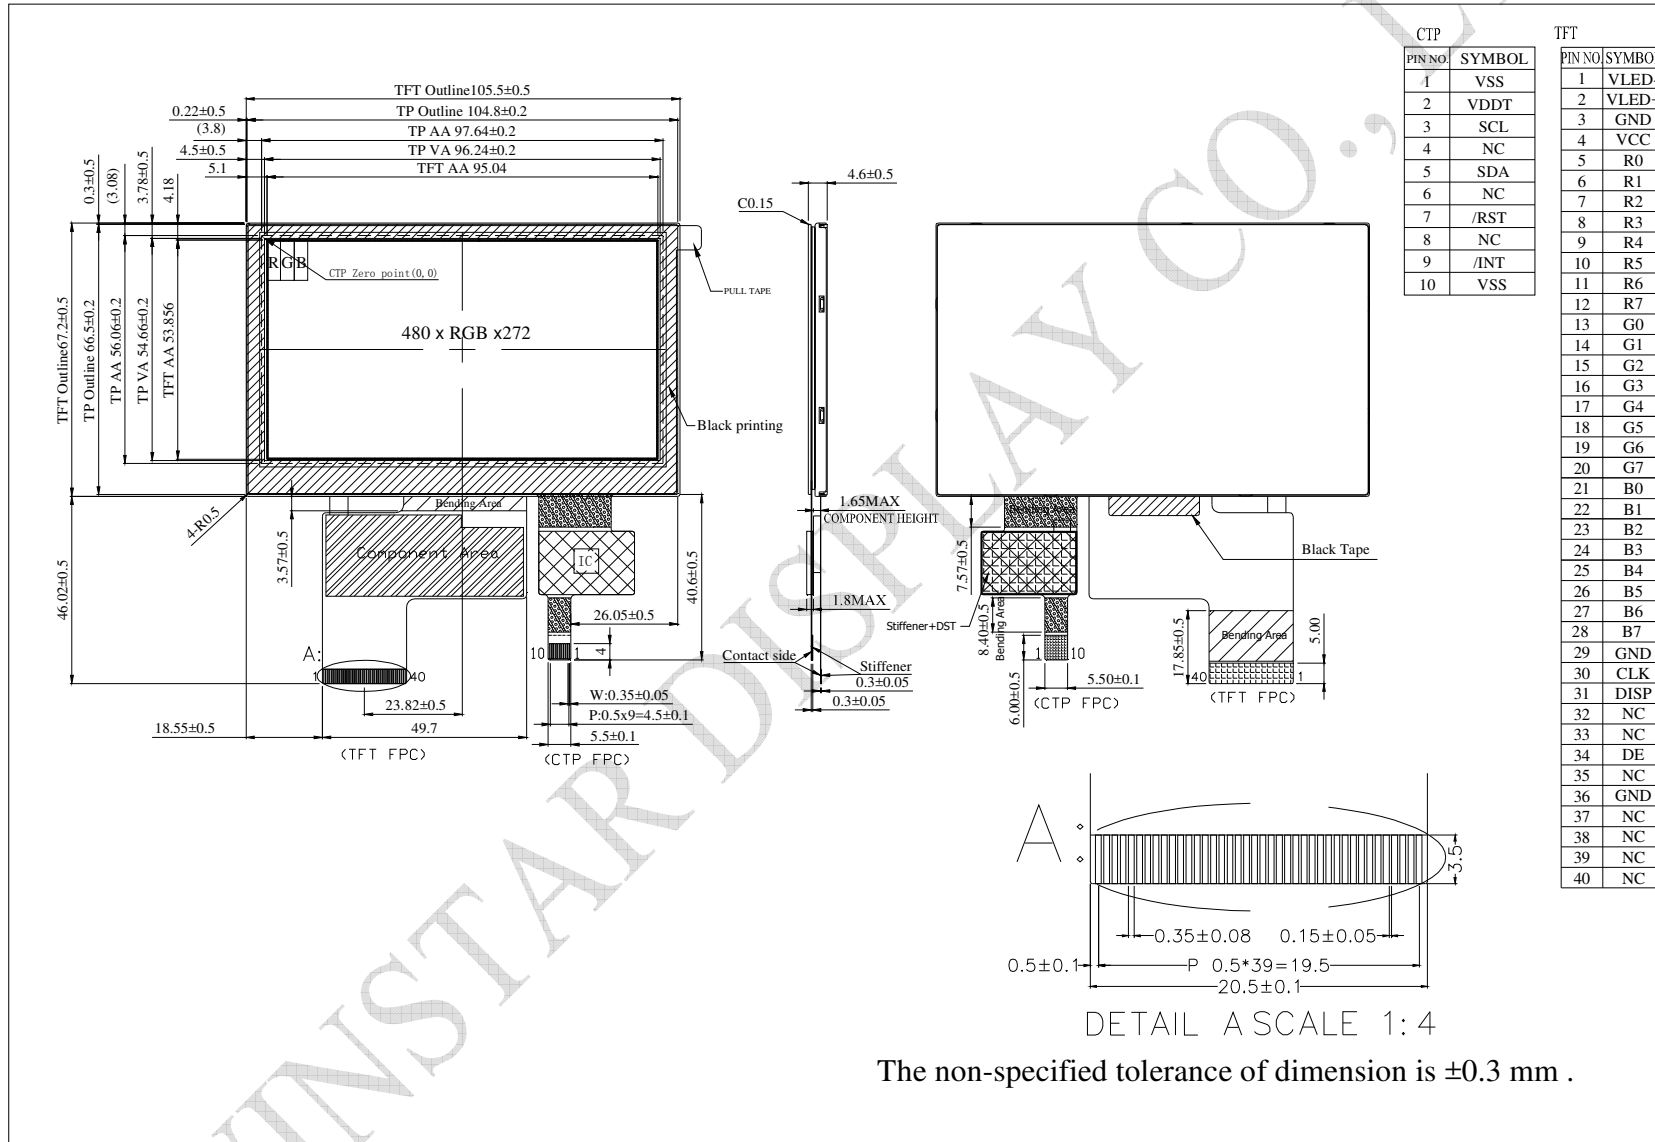 TFT Outline105.5±0.5
0.22±0.5
TP Outline 104.8±0.2
(3.8)
TP AA 97.64±0.2
4.5±0.5
TP VA 96.24±0.2
5.1
TFT AA 95.04
0.3±0.5
(3.08)
3.78±0.5
4.18
TFT Outline67.2±0.5
TP Outline 66.5±0.2
TP AA 56.06±0.2
TP VA 54.66±0.2
TFT AA 53.856
RGB
CTP Zero point(0,0)
480 x RGB x272
PULL TAPE
Black printing
4-R0.5
46.02±0.5
3.57±0.5
Bending Area
Component Area
IC
40.6±0.5
26.05±0.5
4
10 1
A:
1 40
23.82±0.5
18.55±0.5
49.7
(TFT FPC)
W:0.35±0.05
P:0.5x9=4.5±0.1
5.5±0.1
(CTP FPC)
4.6±0.5
C0.15
1.65MAX
COMPONENT HEIGHT
1.8MAX
Contact side
Stiffener
0.3±0.05
0.3±0.05
7.57±0.5
Bending Area
Stiffener+DST
8.40±0.5
Bending Area
6.00±0.5
1 10
5.50±0.1
(CTP FPC)
Black Tape
17.85±0.5
Bending Area
5.00
40 1
(TFT FPC)
CTP
PIN NO. SYMBOL
1 VSS
2 VDDT
3 SCL
4 NC
5 SDA
6 NC
7 /RST
8 NC
9 /INT
10 VSS
TFT
PIN NO. SYMBO
1 VLED-
2 VLED+
3 GND
4 VCC
5 R0
6 R1
7 R2
8 R3
9 R4
10 R5
11 R6
12 R7
13 G0
14 G1
15 G2
16 G3
17 G4
18 G5
19 G6
20 G7
21 B0
22 B1
23 B2
24 B3
25 B4
26 B5
27 B6
28 B7
29 GND
30 CLK
31 DISP
32 NC
33 NC
34 DE
35 NC
36 GND
37 NC
38 NC
39 NC
40 NC
A
3.5
0.35±0.08 0.15±0.05
0.5±0.1
P 0.5*39=19.5
20.5±0.1
DETAIL A SCALE 1:4
The non-specified tolerance of dimension is ±0.3 mm .
WINSTAR DISPLAY CO., L